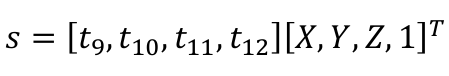 s = [t₉, t₁₀, t₁₁, t₁₂][X, Y, Z, 1]ᵀ